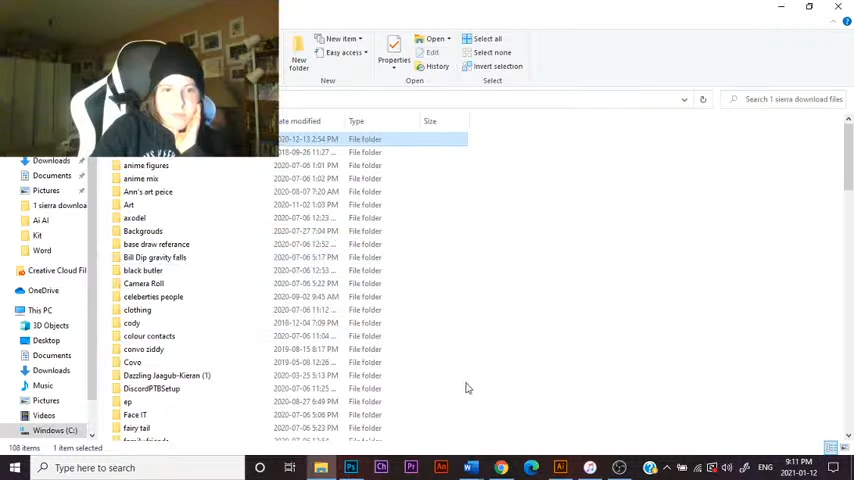 New item
Open
Select all
Easy access
Edit
Select none
New folder
Properties
History
Invert selection
New
Open
Select
Search 1 sierra download files
ate modified
Type
Size
020-12-13 2:54 PM File folder
018-09-26 11:27 ... File folder
Downloads
anime figures 2020-07-06 1:01 PM File folder
Documents
anime mix 2020-07-06 1:02 PM File folder
Pictures
Ann's art peice 2020-08-07 7:20 AM File folder
1 sierra downloa
Art 2020-11-02 1:03 PM File folder
Ai AI
axodel 2020-07-06 12:23 ... File folder
Kit
Backgrouds 2020-07-27 7:04 PM File folder
Word
base draw referance 2020-07-06 12:52 ... File folder
Bill Dip gravity falls 2020-07-06 5:17 PM File folder
Creative Cloud Fil
black butler 2020-07-06 12:53 ... File folder
OneDrive
Camera Roll 2020-07-06 5:22 PM File folder
celeberties people 2020-09-02 9:45 AM File folder
This PC
clothing 2020-07-06 11:12 ... File folder
3D Objects
cody 2018-12-04 7:09 PM File folder
Desktop
colour contacts 2020-07-06 11:04 ... File folder
Documents
convo ziddy 2019-08-15 8:17 PM File folder
Downloads
Covo 2019-05-08 12:26 ... File folder
Dazzling Jaagub-Kieran (1) 2020-03-25 5:13 PM File folder
Music
DiscordPTBSetup 2020-07-06 11:25 ... File folder
Pictures
ep 2020-08-27 6:49 PM File folder
Videos
Face IT 2020-07-06 5:06 PM File folder
Windows (C:)
fairy tail 2020-07-06 5:23 PM File folder
108 items 1 item selected
Type here to search
Ps
Ch
Pr
An
Ai
ENG
9:11 PM
2021-01-12